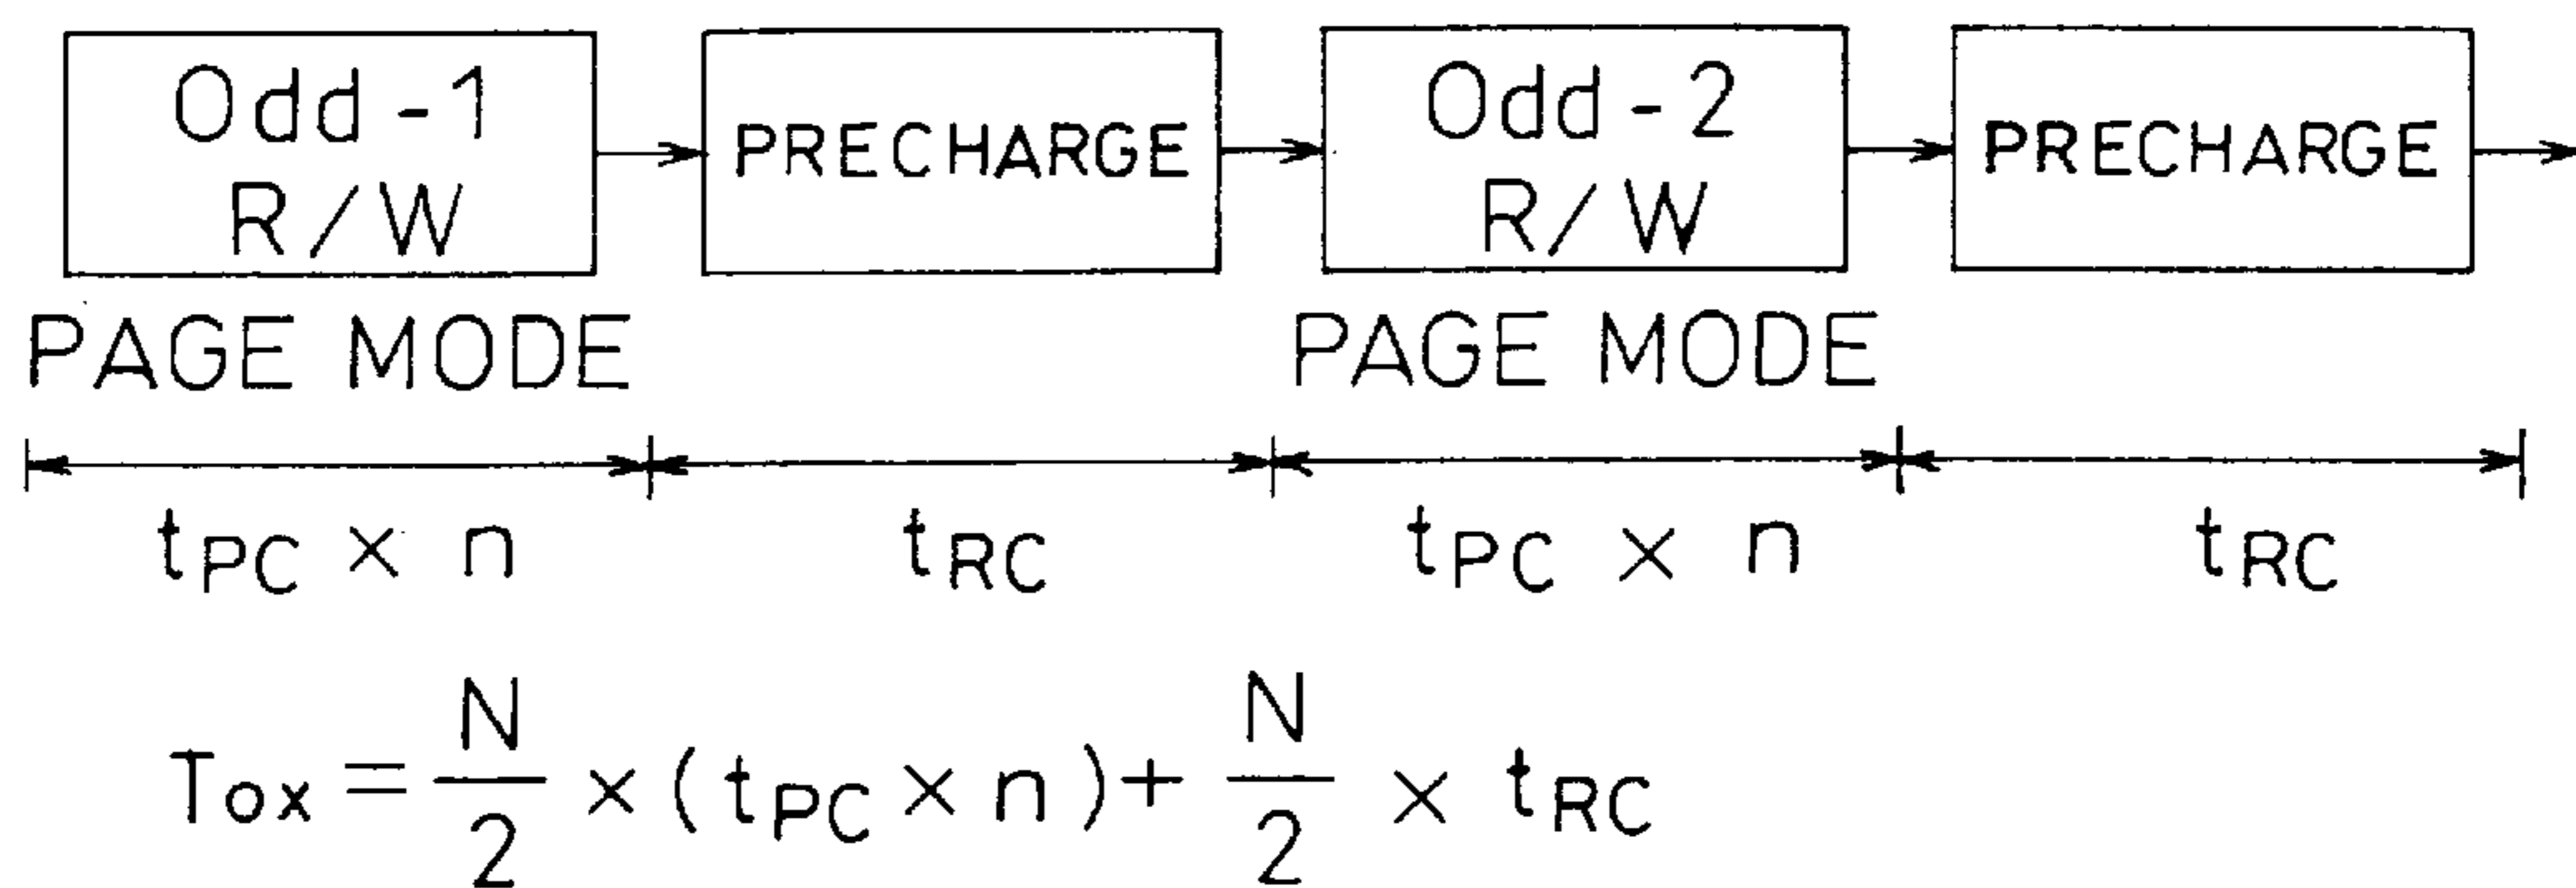 Odd-1
R/W
PRECHARGE
Odd-2
R/W
PRECHARGE
PAGE MODE
PAGE MODE
tPC × n
tRC
tPC × n
tRC
Tox = N/2 × (tPC × n) + N/2 × tRC